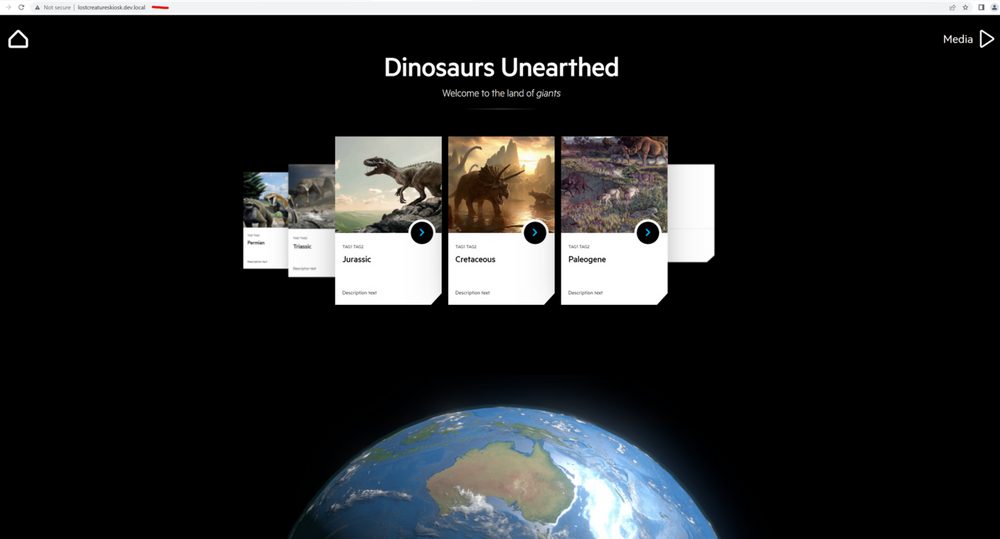 Not secure | lostcreatureskiosk.dev.local
Media
Dinosaurs Unearthed
Welcome to the land of giants
TAG1 TAG2
Permian
Description text
TAG1 TAG2
Triassic
Description text
TAG1 TAG2
Jurassic
Description text
TAG1 TAG2
Cretaceous
Description text
TAG1 TAG2
Paleogene
Description text